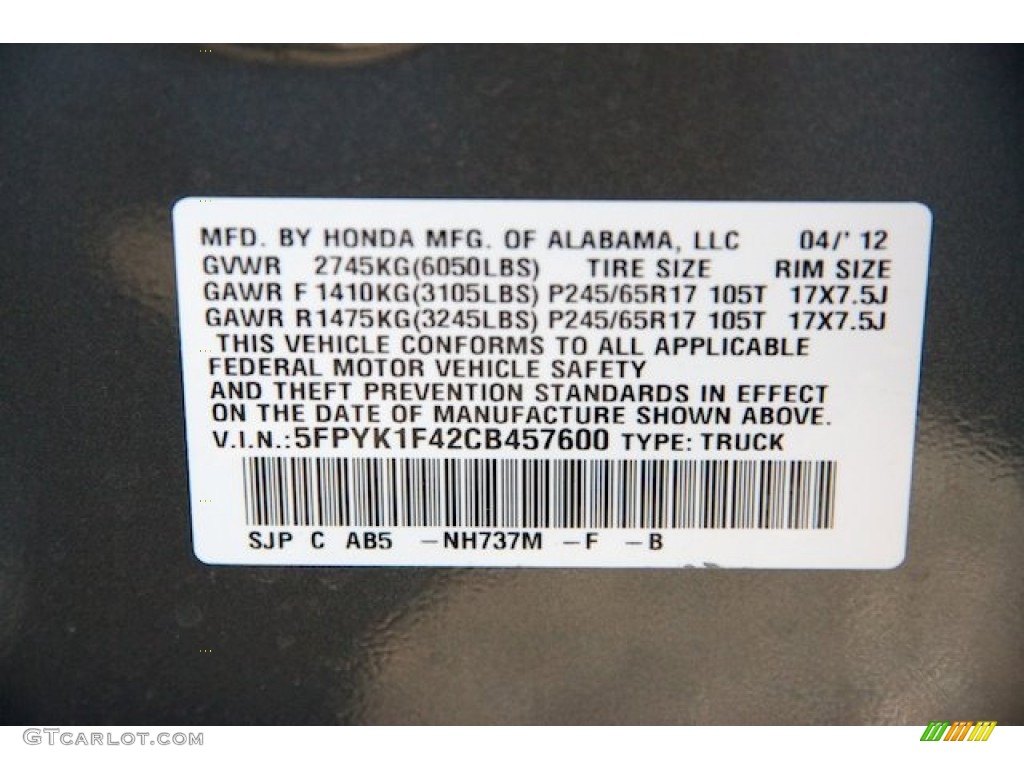 MFD. BY HONDA MFG. OF ALABAMA, LLC 04/' 12
GVWR 2745KG(6050LBS) TIRE SIZE RIM SIZE
GAWR F 1410KG(3105LBS) P245/65R17 105T 17X7.5J
GAWR R1475KG(3245LBS) P245/65R17 105T 17X7.5J
THIS VEHICLE CONFORMS TO ALL APPLICABLE
FEDERAL MOTOR VEHICLE SAFETY
AND THEFT PREVENTION STANDARDS IN EFFECT
ON THE DATE OF MANUFACTURE SHOWN ABOVE.
V.I.N.:5FPYK1F42CB457600 TYPE: TRUCK
SJP C AB5 -NH737M -F -B
GTCARLOT.COM